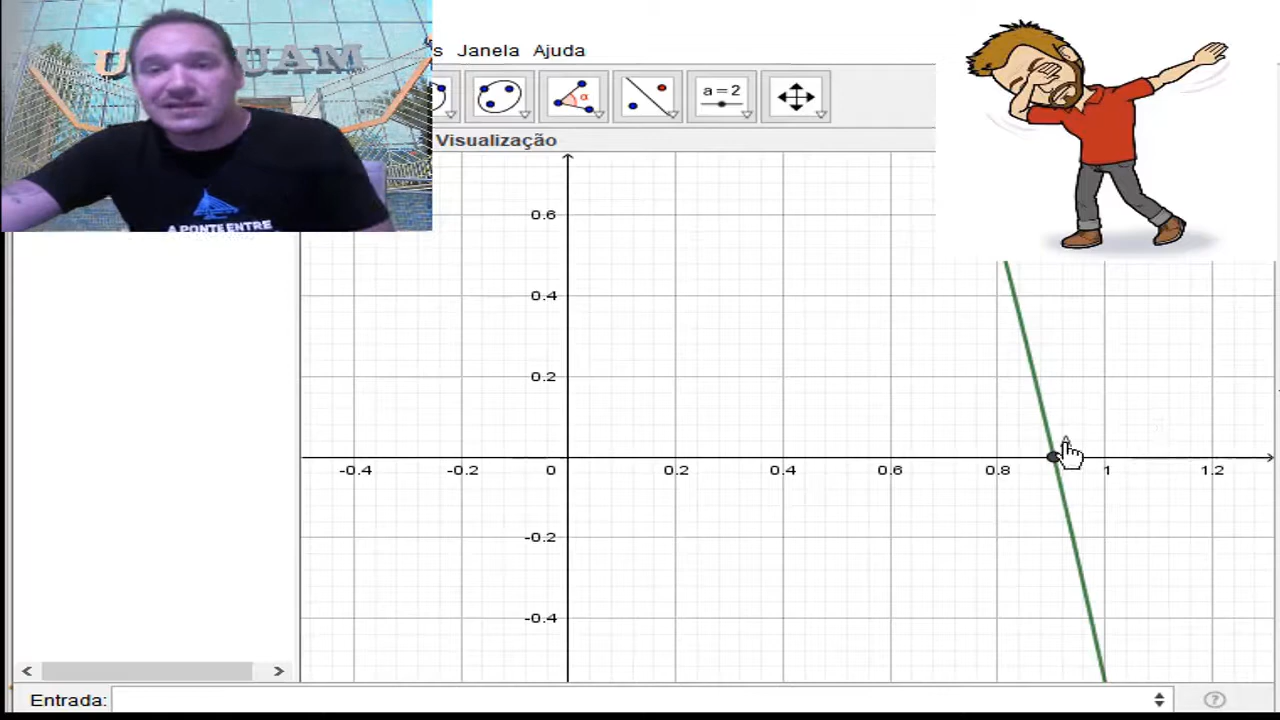 UAM
s Janela Ajuda
α
a = 2
Visualização
0.6
0.4
0.2
-0.4 -0.2 0 0.2 0.4 0.6 0.8 1 1.2
-0.2
-0.4
A
A PONTE ENTRE
Entrada:
?